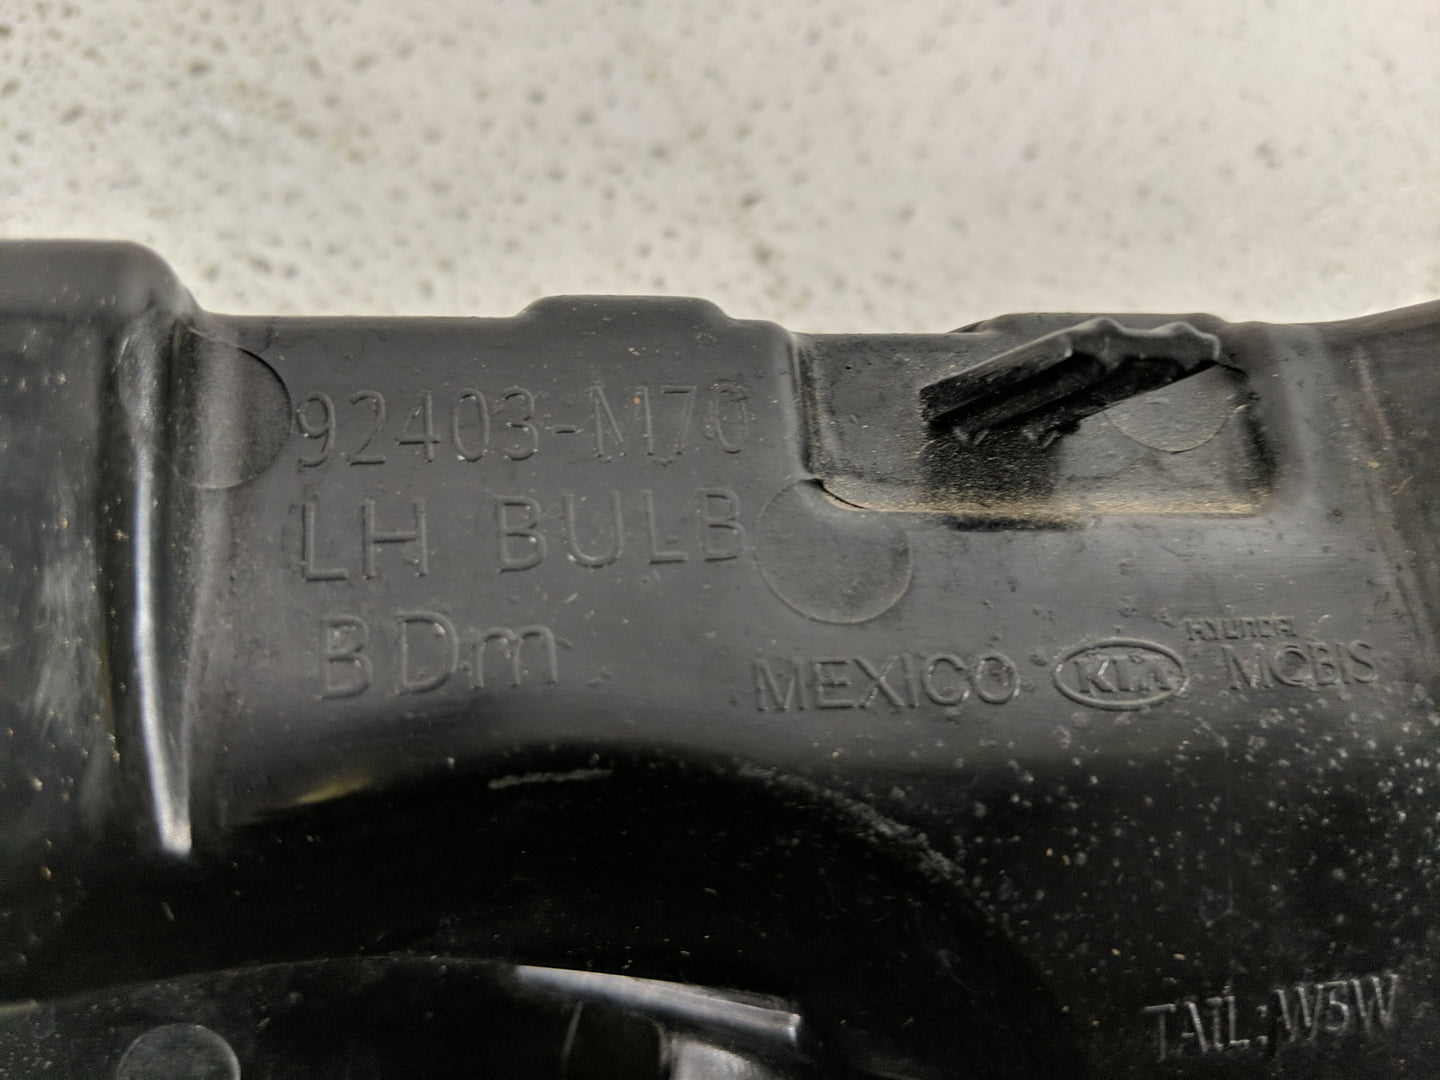 92403-M70
LH BULB
BDm
MEXICO KIA HYUNDAI MOBIS
TAIL:W5W